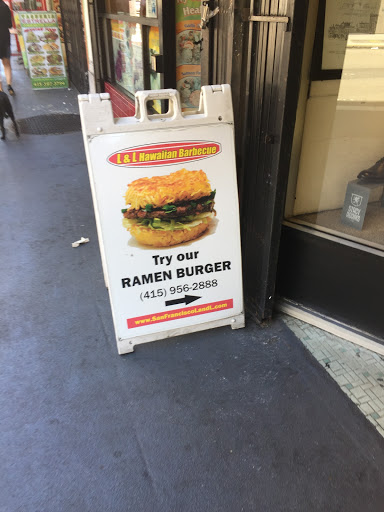 L & L Hawaiian Barbecue
Try our
RAMEN BURGER
(415) 956-2888
www.SanFranciscoLandL.com